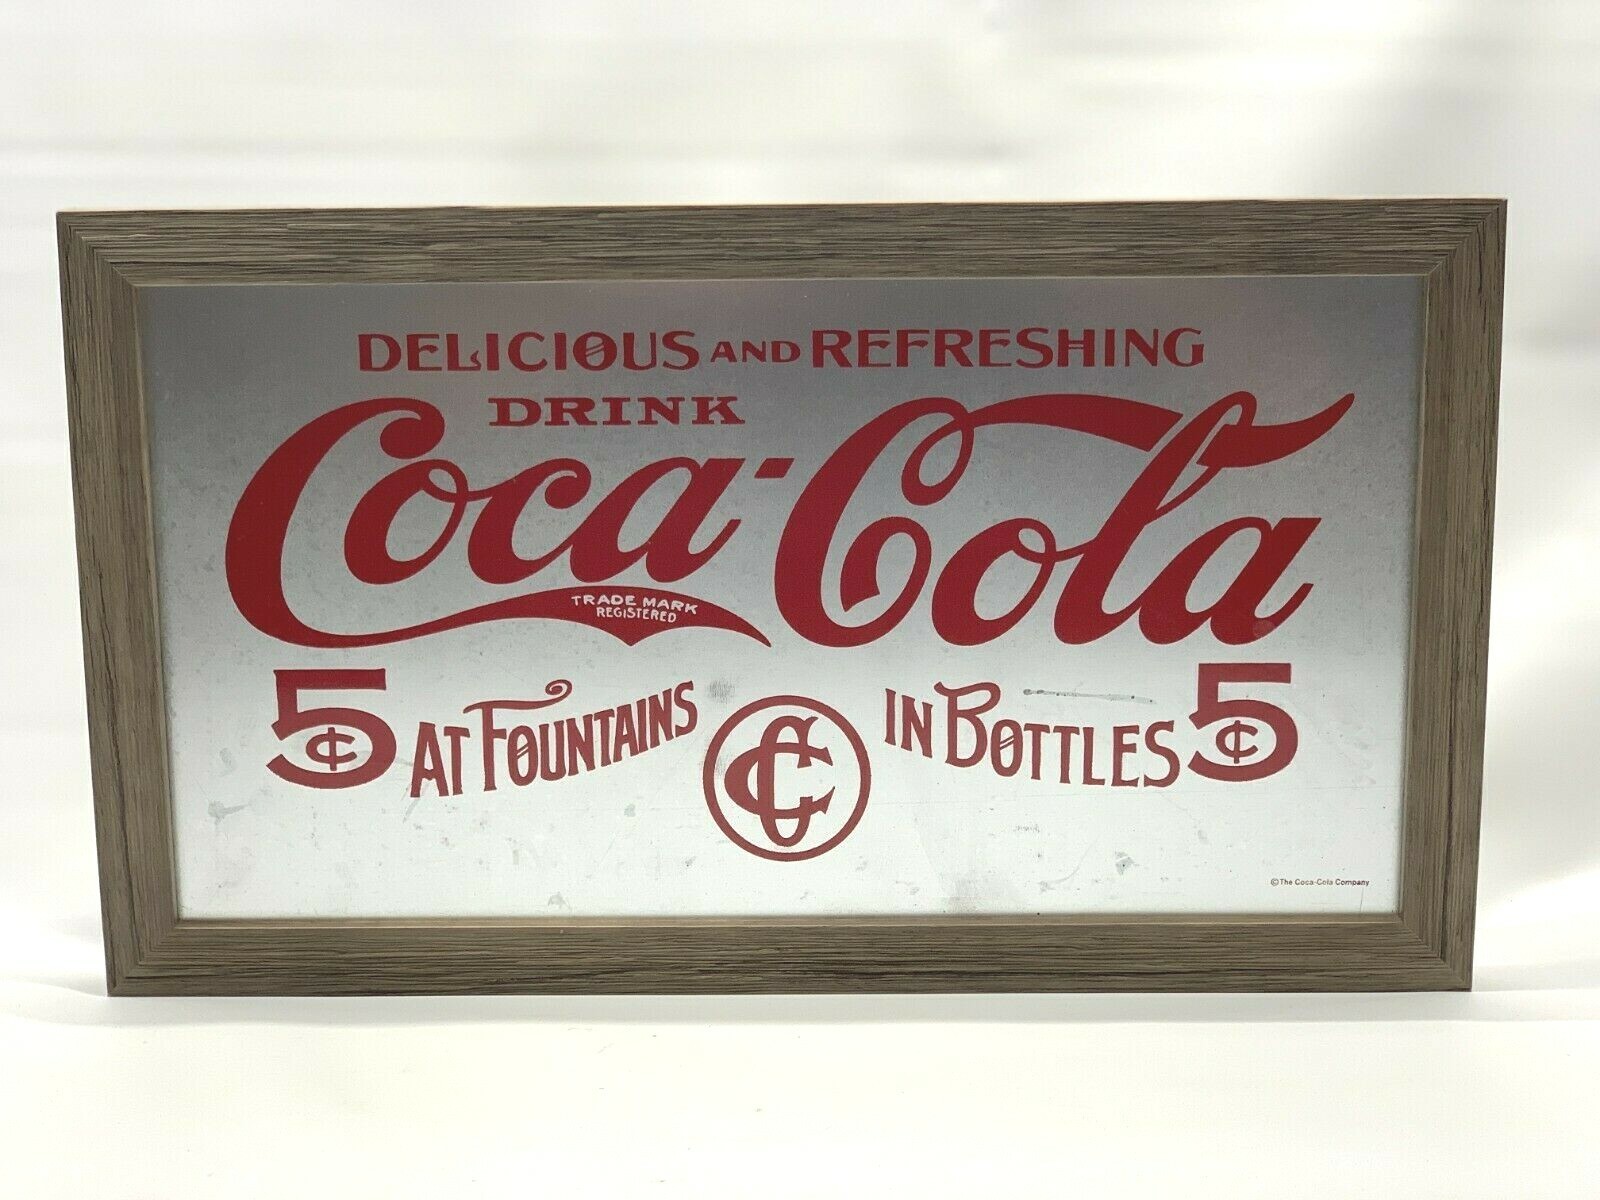 DELICIOUS AND REFRESHING
DRINK
Coca-Cola
TRADE MARK
REGISTERED
5¢ AT FOUNTAINS CC IN BOTTLES 5¢
©The Coca-Cola Company